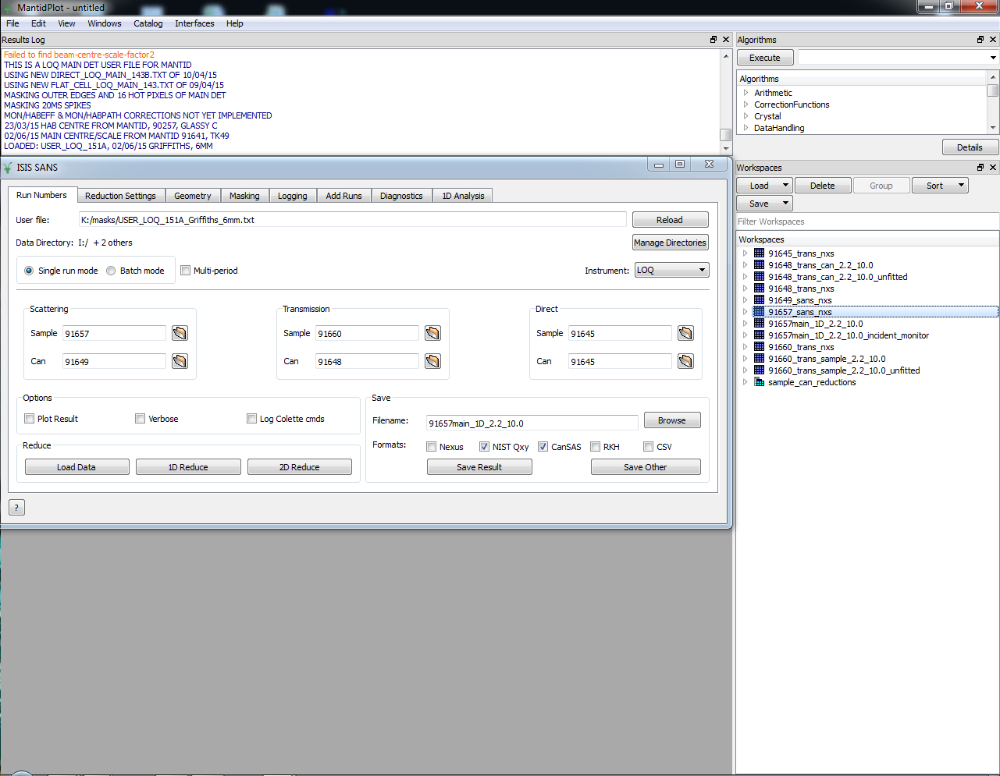 MantidPlot - untitled
File Edit View Windows Catalog Interfaces Help
Results Log
Failed to find beam-centre-scale-factor2
THIS IS A LOQ MAIN DET USER FILE FOR MANTID
USING NEW DIRECT_LOQ_MAIN_143B.TXT OF 10/04/15
USING NEW FLAT_CELL_LOQ_MAIN_143.TXT OF 09/04/15
MASKING OUTER EDGES AND 16 HOT PIXELS OF MAIN DET
MASKING 20MS SPIKES
MON/HABEFF & MON/HABPATH CORRECTIONS NOT YET IMPLEMENTED
23/03/15 HAB CENTRE FROM MANTID, 90257, GLASSY C
02/06/15 MAIN CENTRE/SCALE FROM MANTID 91641, TK49
LOADED: USER_LOQ_151A, 02/06/15 GRIFFITHS, 6MM
Algorithms
Execute
Algorithms
Arithmetic
CorrectionFunctions
Crystal
DataHandling
Details
ISIS SANS
Run Numbers Reduction Settings Geometry Masking Logging Add Runs Diagnostics 1D Analysis
User file: K:/masks/USER_LOQ_151A_Griffiths_6mm.txt Reload
Data Directory: I:/ + 2 others Manage Directories
Single run mode Batch mode Multi-period Instrument: LOQ
Scattering Transmission Direct
Sample 91657 Sample 91660 Sample 91645
Can 91649 Can 91648 Can 91645
Options
Plot Result Verbose Log Colette cmds
Reduce
Load Data 1D Reduce 2D Reduce
Save
Filename: 91657main_1D_2.2_10.0 Browse
Formats: Nexus NIST Qxy CanSAS RKH CSV
Save Result Save Other
?
Workspaces
Load Delete Group Sort
Save
Filter Workspaces
Workspaces
91645_trans_nxs
91648_trans_can_2.2_10.0
91648_trans_can_2.2_10.0_unfitted
91648_trans_nxs
91649_sans_nxs
91657_sans_nxs
91657main_1D_2.2_10.0
91657main_1D_2.2_10.0_incident_monitor
91660_trans_nxs
91660_trans_sample_2.2_10.0
91660_trans_sample_2.2_10.0_unfitted
sample_can_reductions